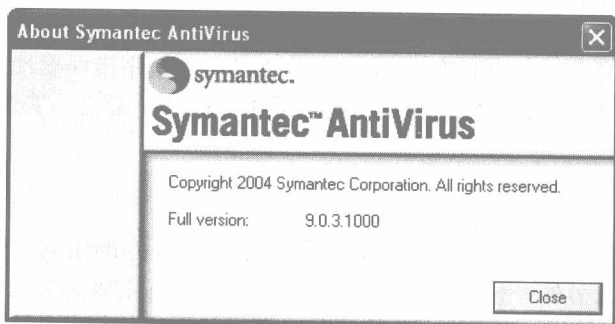 About Symantec AntiVirus
symantec.
Symantec™ AntiVirus
Copyright 2004 Symantec Corporation. All rights reserved.
Full version: 9.0.3.1000
Close